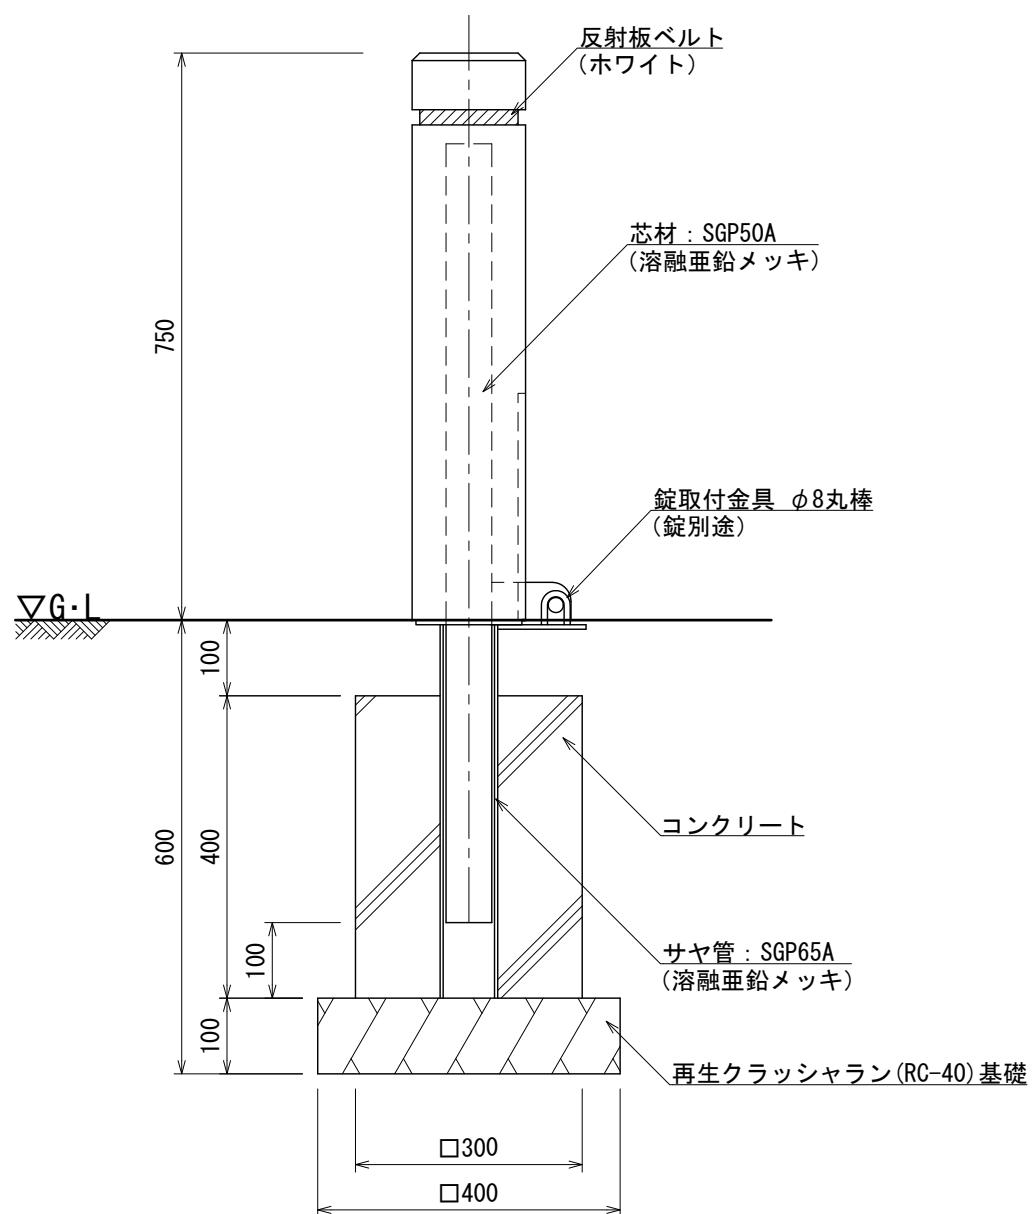 反射板ベルト
(ホワイト)
芯材:SGP50A
(溶融亜鉛メッキ)
750
錠取付金具 φ8丸棒
(錠別途)
▽G・L
100
600
400
コンクリート
100
サヤ管:SGP65A
(溶融亜鉛メッキ)
100
再生クラッシャラン(RC-40)基礎
□300
□400